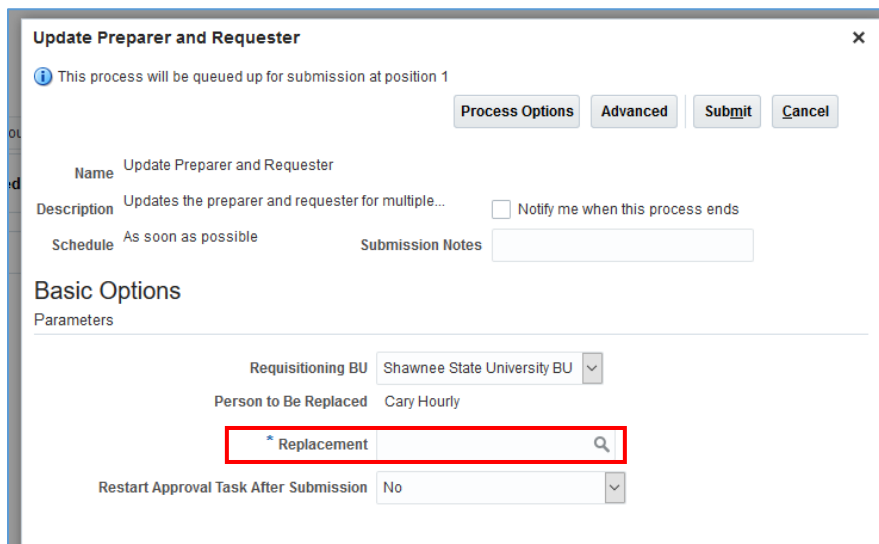 Update Preparer and Requester
This process will be queued up for submission at position 1
Process Options Advanced Submit Cancel
ou
ed
Name Update Preparer and Requester
Description Updates the preparer and requester for multiple... Notify me when this process ends
Schedule As soon as possible Submission Notes
Basic Options
Parameters
Requisitioning BU Shawnee State University BU
Person to Be Replaced Cary Hourly
* Replacement
Restart Approval Task After Submission No